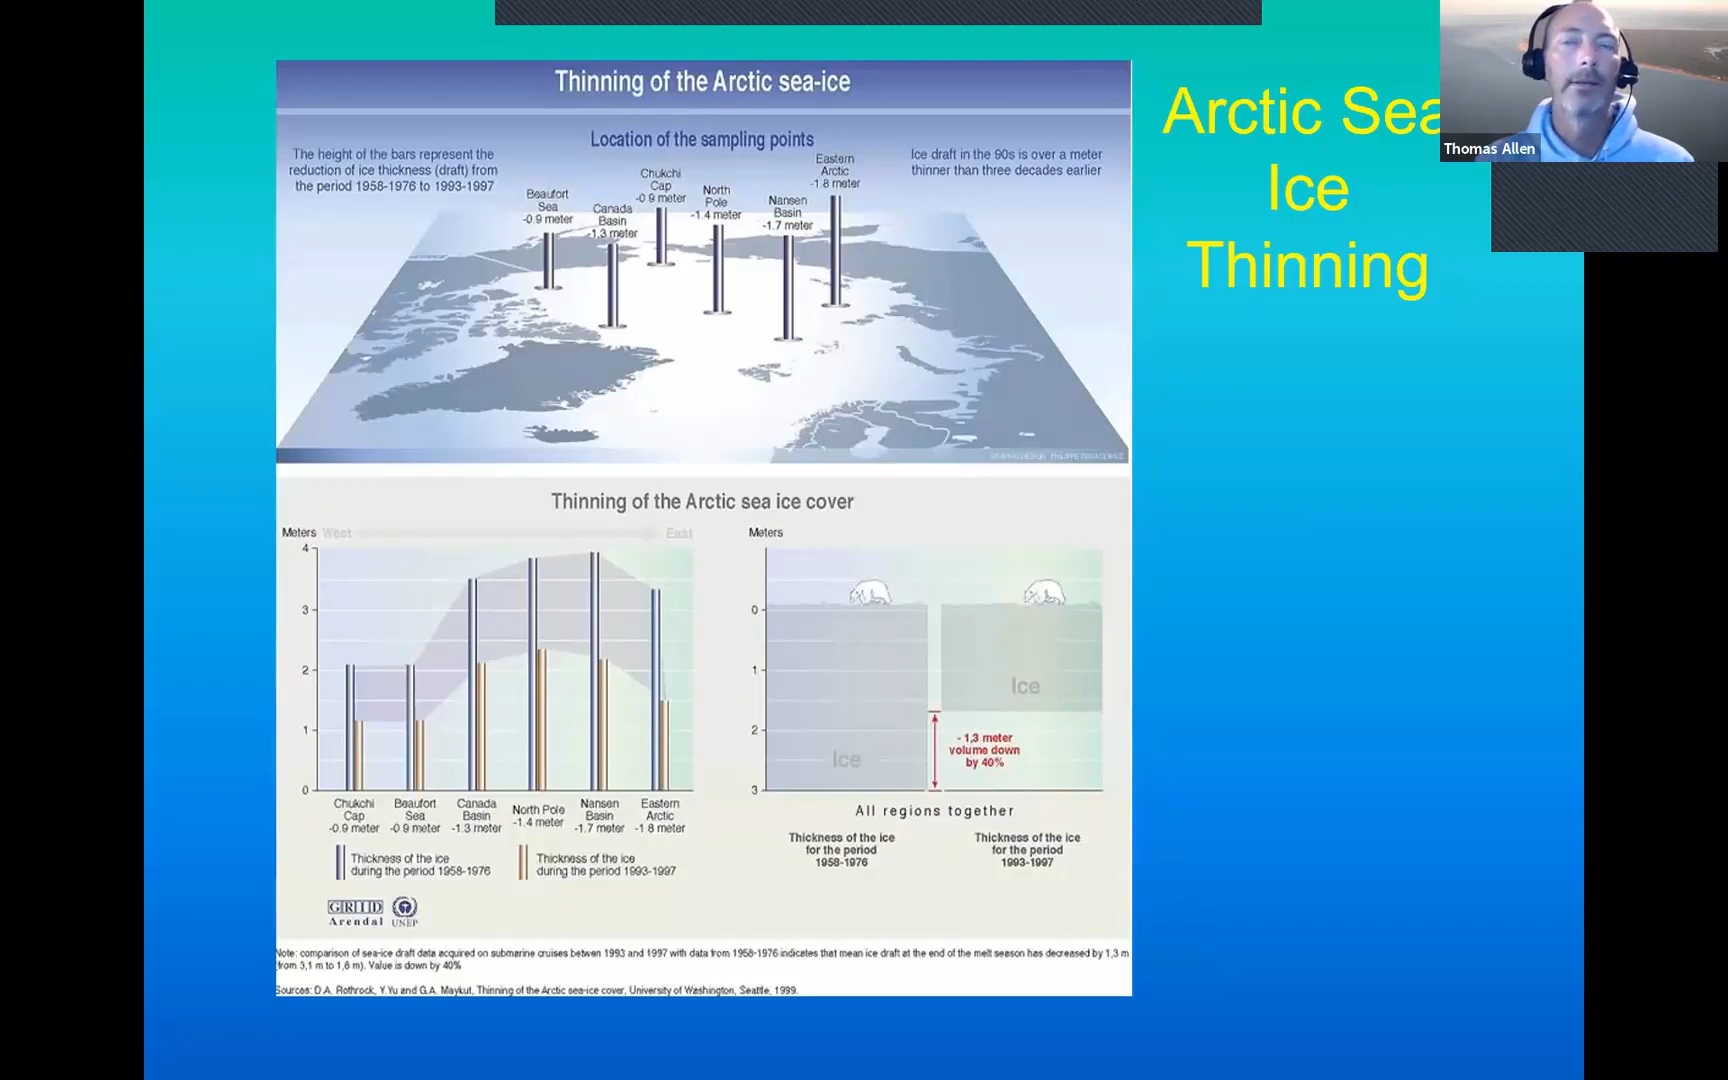 Thinning of the Arctic sea-ice
Location of the sampling points
The height of the bars represent the
reduction of ice thickness (draft) from
the period 1958-1976 to 1993-1997
Beaufort
Sea
-0.9 meter
Canada
Basin
-1,3 meter
Chukchi
Cap
-0.9 meter
North
Pole
-1.4 meter
Nansen
Basin
-1.7 meter
Eastern
Arctic
-1.8 meter
Ice draft in the 90s is over a meter
thinner than three decades earlier
Arctic Sea
Ice
Thinning
Thomas Allen
Thinning of the Arctic sea ice cover
Meters West East
4
3
2
1
0
Chukchi
Cap
-0.9 meter
Beaufort
Sea
-0.9 meter
Canada
Basin
-1.3 meter
North Pole
-1.4 meter
Nansen
Basin
-1.7 meter
Eastern
Arctic
-1 8 meter
Thickness of the ice
during the period 1958-1976
Thickness of the ice
during the period 1993-1997
Meters
0
1
2
3
Ice
Ice
- 1,3 meter
volume down
by 40%
All regions together
Thickness of the ice
for the period
1958-1976
Thickness of the ice
for the period
1993-1997
GRID
Arendal
UNEP
Note: comparison of sea-ice draft data acquired on submarine cruises betwen 1993 and 1997 with data from 1958-1976 indicates that mean ice draft at the end of the melt season has decreased by 1,3 m
(from 3,1 m to 1,8 m). Value is down by 40%
Sources: D.A. Rothrock, Y.Yu and G.A. Maykut, Thinning of the Arctic sea-ice cover, University of Washington, Seattle, 1999.